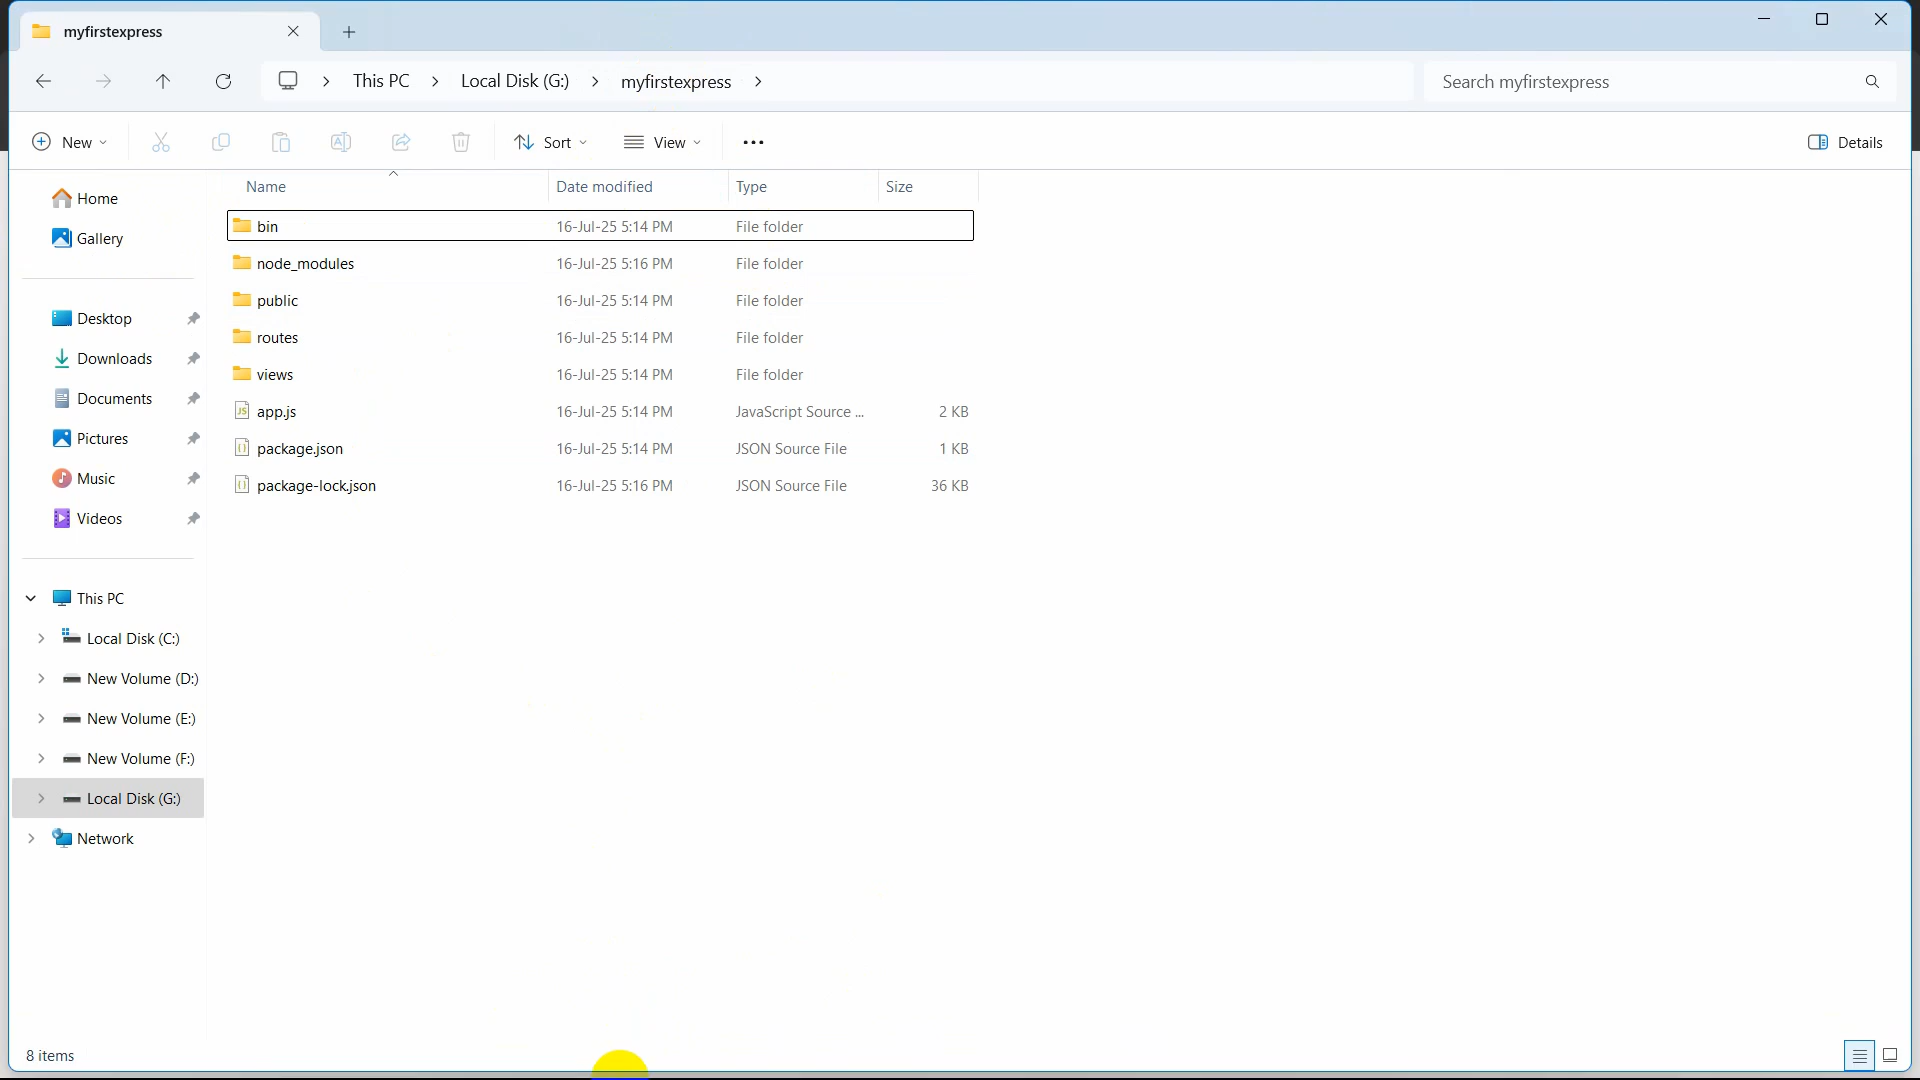 myfirstexpress
This PC Local Disk (G:) myfirstexpress Search myfirstexpress
New Sort View Details
Name Date modified Type Size
Home
Gallery
Desktop
Downloads
Documents
Pictures
Music
Videos
This PC
Local Disk (C:)
New Volume (D:)
New Volume (E:)
New Volume (F:)
Local Disk (G:)
Network
bin 16-Jul-25 5:14 PM File folder
node_modules 16-Jul-25 5:16 PM File folder
public 16-Jul-25 5:14 PM File folder
routes 16-Jul-25 5:14 PM File folder
views 16-Jul-25 5:14 PM File folder
app.js 16-Jul-25 5:14 PM JavaScript Source ... 2 KB
package.json 16-Jul-25 5:14 PM JSON Source File 1 KB
package-lock.json 16-Jul-25 5:16 PM JSON Source File 36 KB
8 items